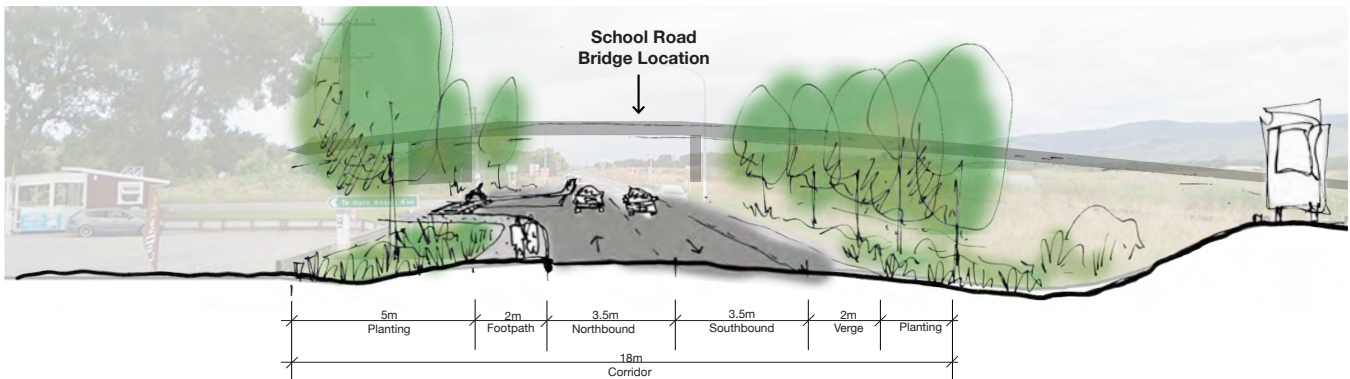 School Road
Bridge Location
5m
Planting
2m
Footpath
3.5m
Northbound
3.5m
Southbound
2m
Verge
Planting
18m
Corridor